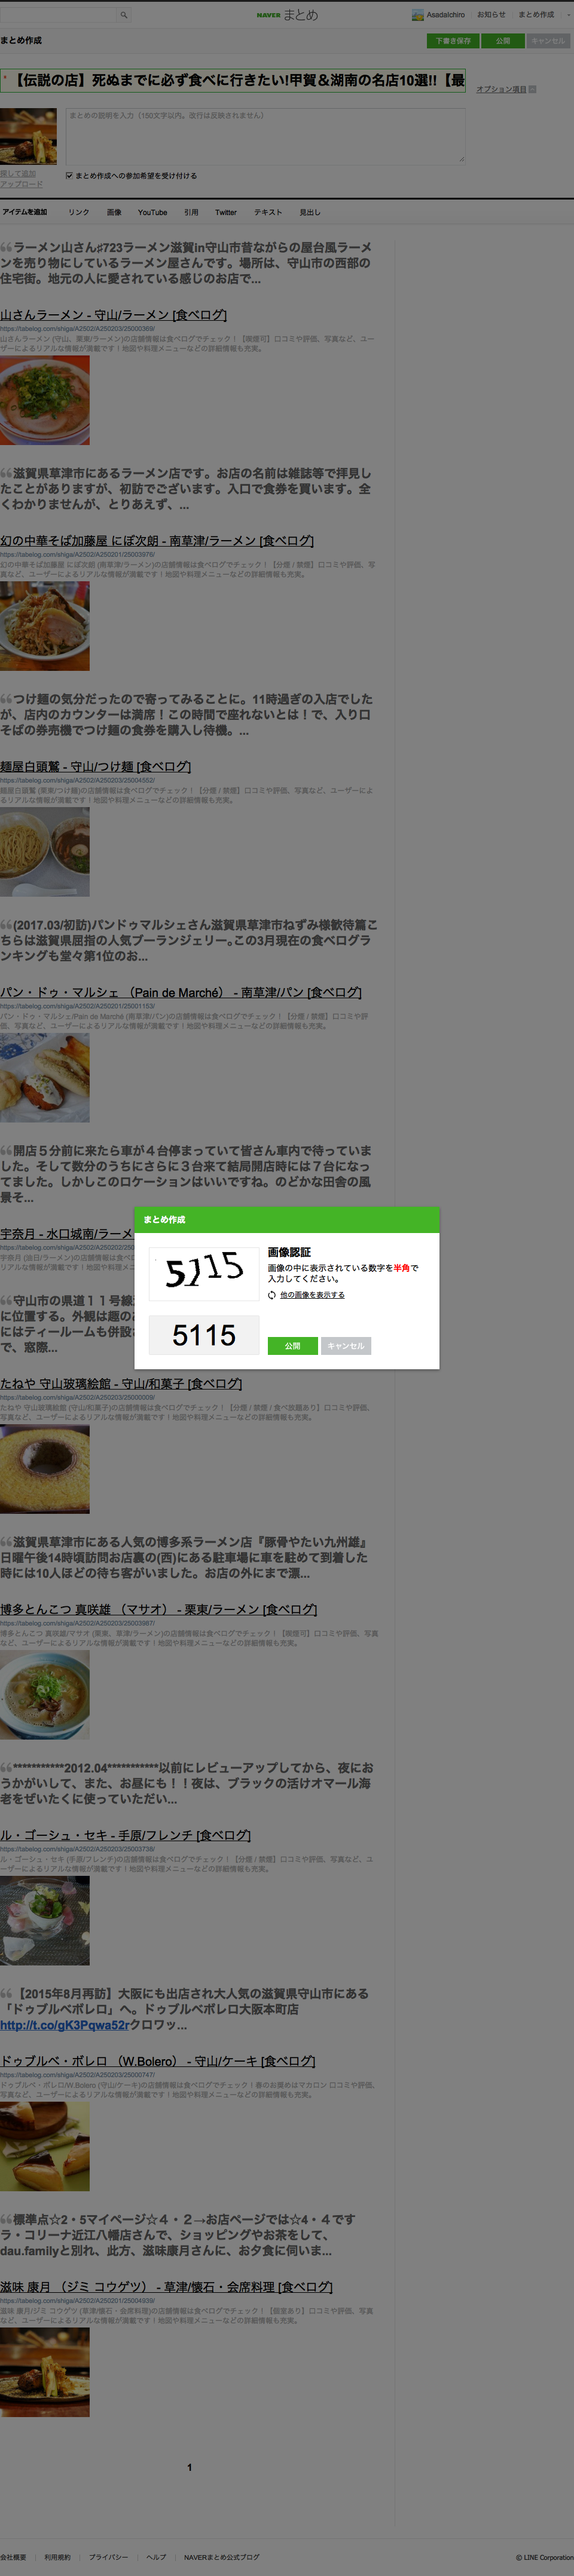 NAVER まとめ
Asadaichiro お知らせ まとめ作成
まとめ作成
下書き保存 公開 キャンセル
* 【伝説の店】死ぬまでに必ず食べに行きたい!甲賀＆湖南の名店10選!!【最
オプション項目
まとめの説明を入力（150文字以内。改行は反映されません）
探して追加
アップロード
まとめ作成への参加希望を受け付ける
アイテムを追加 リンク 画像 YouTube 引用 Twitter テキスト 見出し
ラーメン山さん♯723ラーメン滋賀in守山市昔ながらの屋台風ラーメ
ンを売り物にしているラーメン屋さんです。場所は、守山市の西部の
住宅街。地元の人に愛されている感じのお店で...
山さんラーメン - 守山/ラーメン [食べログ]
https://tabelog.com/shiga/A2502/A250203/25000369/
山さんラーメン (守山、栗東/ラーメン)の店舗情報は食べログでチェック！【喫煙可】口コミや評価、写真など、ユー
ザーによるリアルな情報が満載です！地図や料理メニューなどの詳細情報も充実。
滋賀県草津市にあるラーメン店です。お店の名前は雑誌等で拝見し
たことがありますが、初訪でございます。入口で食券を買います。全
くわかりませんが、とりあえず、...
幻の中華そば加藤屋 にぼ次朗 - 南草津/ラーメン [食べログ]
https://tabelog.com/shiga/A2502/A250201/25003975/
幻の中華そば加藤屋 にぼ次朗 (南草津/ラーメン)の店舗情報は食べログでチェック！【分煙 / 禁煙】口コミや評価、写
真など、ユーザーによるリアルな情報が満載です！地図や料理メニューなどの詳細情報も充実。
つけ麺の気分だったので寄ってみることに。11時過ぎの入店でした
が、店内のカウンターは満席！この時間で座れないとは！で、入り口
そばの券売機でつけ麺の食券を購入し待機。...
麺屋白頭鷲 - 守山/つけ麺 [食べログ]
https://tabelog.com/shiga/A2502/A250203/25004552/
麺屋白頭鷲 (栗東/つけ麺)の店舗情報は食べログでチェック！【分煙 / 禁煙】口コミや評価、写真など、ユーザーによ
るリアルな情報が満載です！地図や料理メニューなどの詳細情報も充実。
(2017.03/初訪)パンドゥマルシェさん滋賀県草津市ねずみ様歓待篇こ
ちらは滋賀県屈指の人気ブーランジェリー｡この3月現在の食べログラ
ンキングも堂々第1位のお...
パン・ドゥ・マルシェ （Pain de Marché） - 南草津/パン [食べログ]
https://tabelog.com/shiga/A2502/A250201/25001153/
パン・ドゥ・マルシェ/Pain de Marché (南草津/パン)の店舗情報は食べログでチェック！【分煙 / 禁煙】口コミや評
価、写真など、ユーザーによるリアルな情報が満載です！地図や料理メニューなどの詳細情報も充実。
開店５分前に来たら車が４台停まっていて皆さん車内で待っていま
した。そして数分のうちにさらに３台来て結局開店時には７台になっ
てました。しかしこのロケーションはいいですね。のどかな田舎の風
景そ...
まとめ作成
5115
画像認証
画像の中に表示されている数字を半角で
入力してください。
他の画像を表示する
5115
公開 キャンセル
宇奈月 - 水口城南/ラーメ
https://tabelog.com/shiga/A2502/A250202/250
宇奈月 (油日/ラーメン)の店
リアルな情報が満載です！地
守山市の県道１１号線
に位置する。外観は趣の
にはティールームも併設
で、窓際...
たねや 守山玻璃絵館 - 守山/和菓子 [食べログ]
https://tabelog.com/shiga/A2502/A250203/25000009/
たねや 守山玻璃絵館 (守山/和菓子)の店舗情報は食べログでチェック！【分煙 / 禁煙 / 食べ放題あり】口コミや評価、
写真など、ユーザーによるリアルな情報が満載です！地図や料理メニューなどの詳細情報も充実。
滋賀県草津市にある人気の博多系ラーメン店『豚骨やたい九州雄』
日曜午後14時頃訪問お店裏の(西)にある駐車場に車を駐めて到着した
時には10人ほどの待ち客がいました。お店の外にまで漂...
博多とんこつ 真咲雄 （マサオ） - 栗東/ラーメン [食べログ]
https://tabelog.com/shiga/A2502/A250203/25003987/
博多とんこつ 真咲雄/マサオ (栗東、草津/ラーメン)の店舗情報は食べログでチェック！【喫煙可】口コミや評価、写真
など、ユーザーによるリアルな情報が満載です！地図や料理メニューなどの詳細情報も充実。
***********2012.04***********以前にレビューアップしてから、夜にお
うかがいして、また、お昼にも！！夜は、ブラックの活けオマール海
老をぜいたくに使っていただい...
ル・ゴーシュ・セキ - 手原/フレンチ [食べログ]
https://tabelog.com/shiga/A2502/A250203/25003738/
ル・ゴーシュ・セキ (手原/フレンチ)の店舗情報は食べログでチェック！【分煙 / 禁煙】口コミや評価、写真など、ユ
ーザーによるリアルな情報が満載です！地図や料理メニューなどの詳細情報も充実。
【2015年8月再訪】大阪にも出店され大人気の滋賀県守山市にある
「ドゥブルベボレロ」へ。ドゥブルベボレロ大阪本町店
http://t.co/gK3Pqwa52rクロワッ...
ドゥブルベ・ボレロ （W.Bolero） - 守山/ケーキ [食べログ]
https://tabelog.com/shiga/A2502/A250203/25000747/
ドゥブルベ・ボレロ/W.Bolero (守山/ケーキ)の店舗情報は食べログでチェック！春のお奨めはマカロン 口コミや評価、
写真など、ユーザーによるリアルな情報が満載です！地図や料理メニューなどの詳細情報も充実。
標準点☆2・5マイページ☆４・２→お店ページでは☆4・４です
ラ・コリーナ近江八幡店さんで、ショッピングやお茶をして、
dau.familyと別れ、此方、滋味康月さんに、お夕食に伺いま...
滋味 康月 （ジミ コウゲツ） - 草津/懐石・会席料理 [食べログ]
https://tabelog.com/shiga/A2502/A250201/25004939/
滋味 康月/ジミ コウゲツ (草津/懐石・会席料理)の店舗情報は食べログでチェック！【個室あり】口コミや評価、写真
など、ユーザーによるリアルな情報が満載です！地図や料理メニューなどの詳細情報も充実。
1
会社概要 利用規約 プライバシー ヘルプ NAVERまとめ公式ブログ
© LINE Corporation